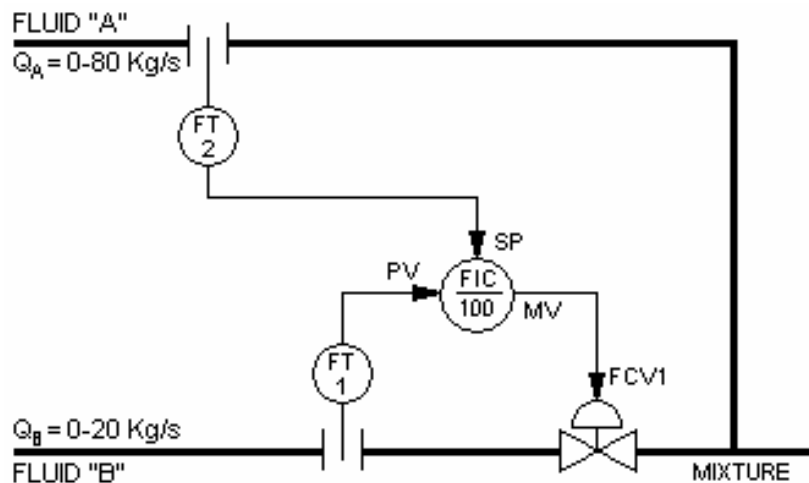 FLUID "A"
QA = 0-80 Kg/s
FT
2
SP
PV
FIC
100
MV
FT
1
FCV1
QB = 0-20 Kg/s
FLUID "B"
MIXTURE